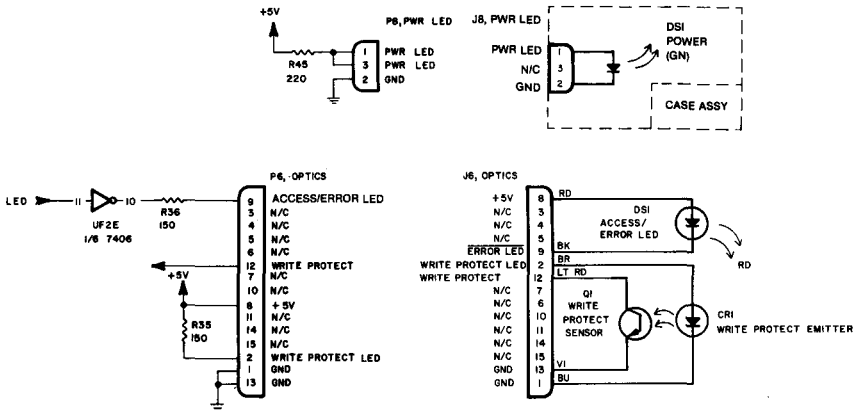 +5V
R45
220
P8, PWR LED
1 PWR LED
3 PWR LED
2 GND
J8, PWR LED
PWR LED 1
N/C 3
GND 2
DSI
POWER
(GN)
CASE ASSY
LED
11
10
UF2E
1/6 7406
R36
150
P6, OPTICS
9 ACCESS/ERROR LED
3 N/C
4 N/C
5 N/C
6 N/C
12 WRITE PROTECT
7 N/C
10 N/C
8 +5V
11 N/C
14 N/C
15 N/C
2 WRITE PROTECT LED
1 GND
13 GND
+5V
R35
150
J6, OPTICS
+5V 8 RD
N/C 3
N/C 4
N/C 5
ERROR LED 9 BK
WRITE PROTECT LED 2 BR
WRITE PROTECT 12 LT RD
N/C 7
N/C 6
N/C 10
N/C 11
N/C 14
N/C 15
GND 13 VI
GND 1 BU
DSI
ACCESS/
ERROR LED
RD
Q1
WRITE
PROTECT
SENSOR
CR1
WRITE PROTECT EMITTER